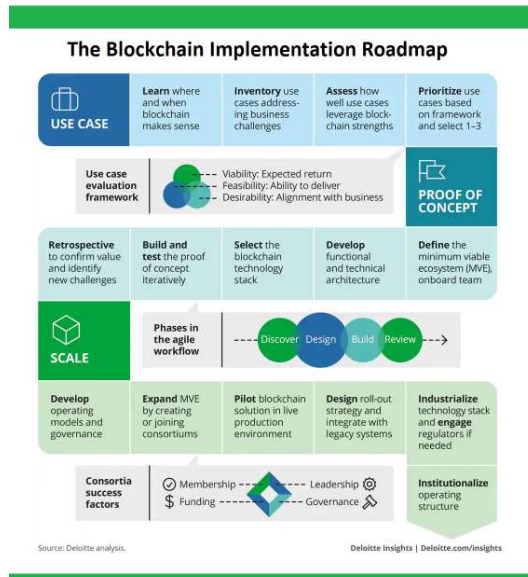 The Blockchain Implementation Roadmap
USE CASE
Learn where
and when
blockchain
makes sense
Inventory use
cases address-
ing business
challenges
Assess how
well use cases
leverage block-
chain strengths
Prioritize use
cases based
on framework
and select 1–3
Use case
evaluation
framework
Viability: Expected return
Feasibility: Ability to deliver
Desirability: Alignment with business
PROOF OF
CONCEPT
Retrospective
to confirm value
and identify
new challenges
Build and
test the proof
of concept
iteratively
Select the
blockchain
technology
stack
Develop
functional
and technical
architecture
Define the
minimum viable
ecosystem (MVE),
onboard team
SCALE
Phases in
the agile
workflow
Discover
Design
Build
Review
Develop
operating
models and
governance
Expand MVE
by creating
or joining
consortiums
Pilot blockchain
solution in live
production
environment
Design roll-out
strategy and
integrate with
legacy systems
Industrialize
technology stack
and engage
regulators if
needed
Consortia
success
factors
Membership
Leadership
$ Funding
Governance
Institutionalize
operating
structure
Source: Deloitte analysis.
Deloitte Insights | Deloitte.com/insights